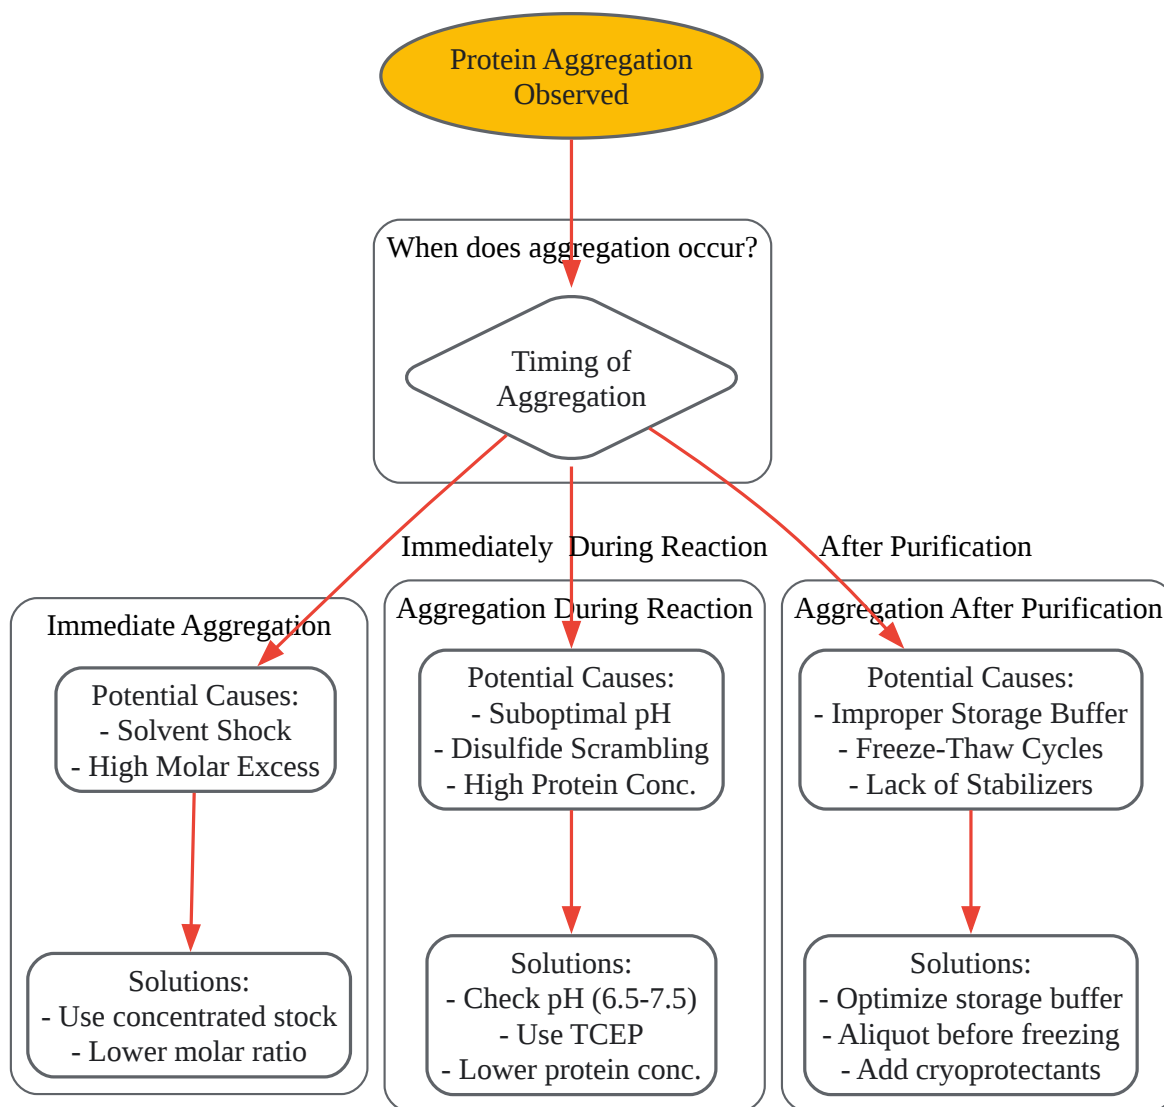 Protein Aggregation
Observed
When does aggregation occur?
Timing of
Aggregation
Immediately
During Reaction
After Purification
Immediate Aggregation
Potential Causes:
- Solvent Shock
- High Molar Excess
Solutions:
- Use concentrated stock
- Lower molar ratio
Aggregation During Reaction
Potential Causes:
- Suboptimal pH
- Disulfide Scrambling
- High Protein Conc.
Solutions:
- Check pH (6.5-7.5)
- Use TCEP
- Lower protein conc.
Aggregation After Purification
Potential Causes:
- Improper Storage Buffer
- Freeze-Thaw Cycles
- Lack of Stabilizers
Solutions:
- Optimize storage buffer
- Aliquot before freezing
- Add cryoprotectants